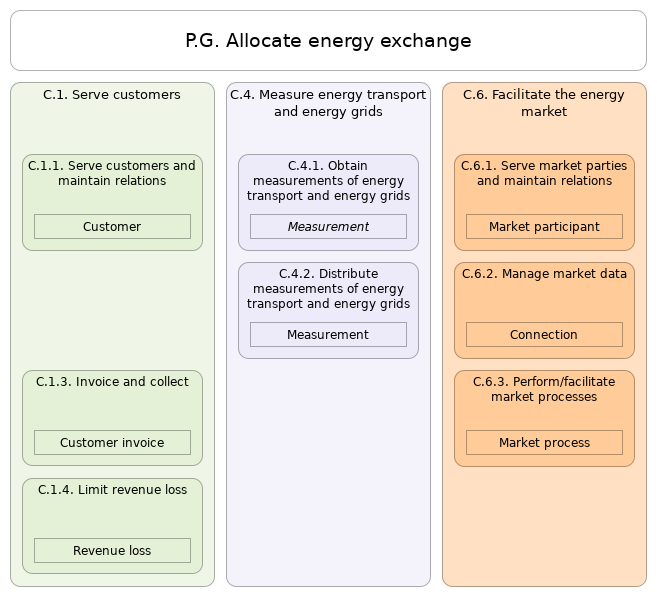 P.G. Allocate energy exchange
C.1. Serve customers
C.1.1. Serve customers and
maintain relations
Customer
C.1.3. Invoice and collect
Customer invoice
C.1.4. Limit revenue loss
Revenue loss
C.4. Measure energy transport
and energy grids
C.4.1. Obtain
measurements of energy
transport and energy grids
Measurement
C.4.2. Distribute
measurements of energy
transport and energy grids
Measurement
C.6. Facilitate the energy
market
C.6.1. Serve market parties
and maintain relations
Market participant
C.6.2. Manage market data
Connection
C.6.3. Perform/facilitate
market processes
Market process